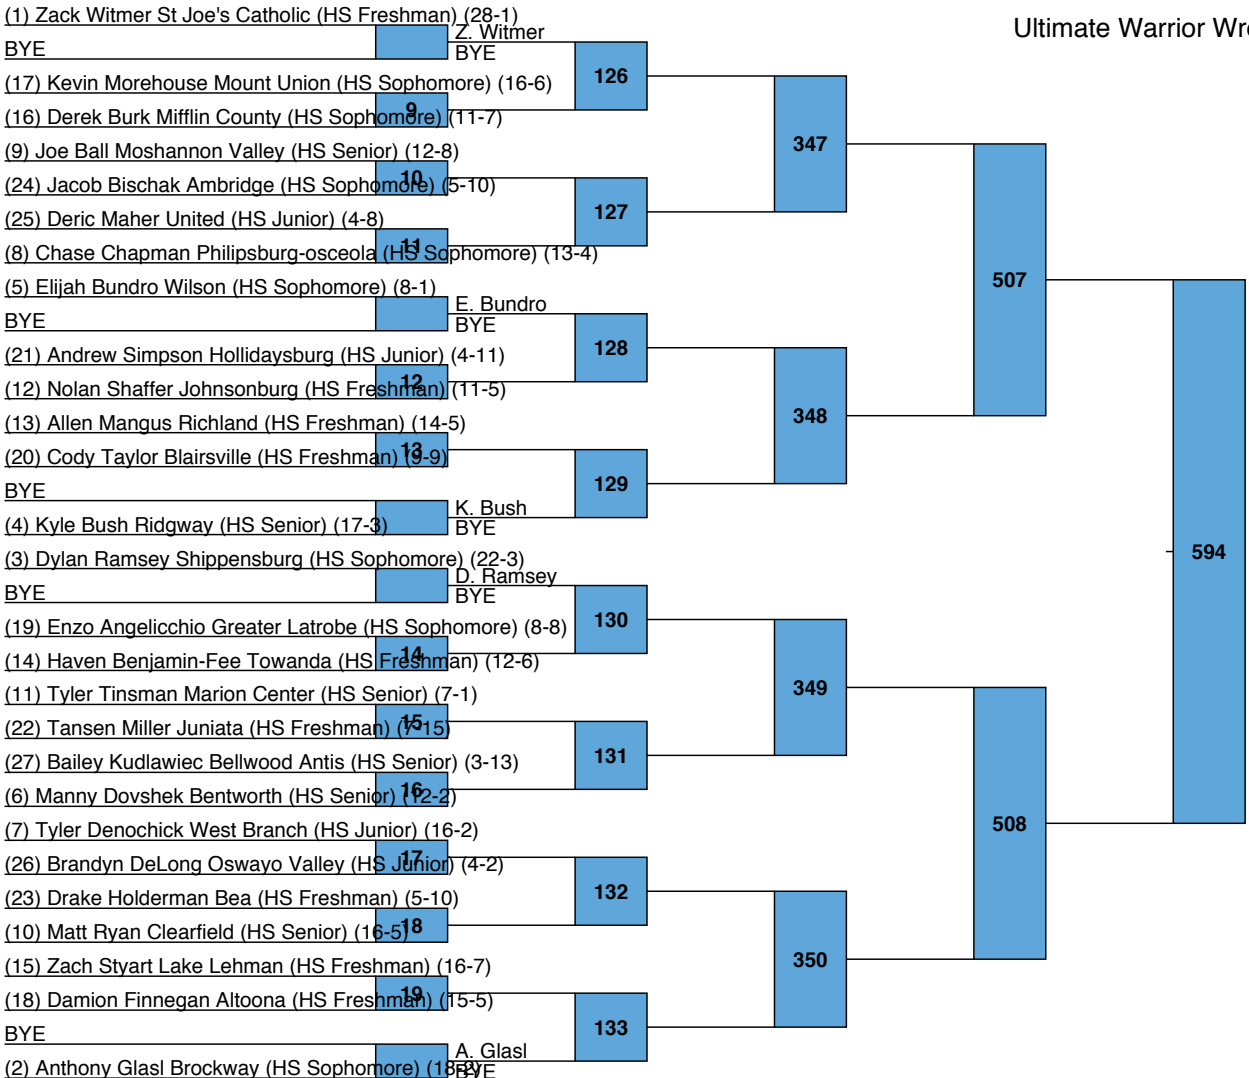 (1) Zack Witmer St Joe's Catholic (HS Freshman) (28-1)
Ultimate Warrior Wre
Z. Witmer
BYE
BYE
126
(17) Kevin Morehouse Mount Union (HS Sophomore) (16-6)
9
(16) Derek Burk Mifflin County (HS Sophomore) (11-7)
347
(9) Joe Ball Moshannon Valley (HS Senior) (12-8)
10
(24) Jacob Bischak Ambridge (HS Sophomore) (5-10)
127
(25) Deric Maher United (HS Junior) (4-8)
11
(8) Chase Chapman Philipsburg-osceola (HS Sophomore) (13-4)
507
(5) Elijah Bundro Wilson (HS Sophomore) (8-1)
E. Bundro
BYE
BYE
128
(21) Andrew Simpson Hollidaysburg (HS Junior) (4-11)
12
(12) Nolan Shaffer Johnsonburg (HS Freshman) (11-5)
348
(13) Allen Mangus Richland (HS Freshman) (14-5)
13
(20) Cody Taylor Blairsville (HS Freshman) (9-9)
129
BYE
K. Bush
(4) Kyle Bush Ridgway (HS Senior) (17-3)
BYE
594
(3) Dylan Ramsey Shippensburg (HS Sophomore) (22-3)
D. Ramsey
BYE
BYE
130
(19) Enzo Angelicchio Greater Latrobe (HS Sophomore) (8-8)
14
(14) Haven Benjamin-Fee Towanda (HS Freshman) (12-6)
349
(11) Tyler Tinsman Marion Center (HS Senior) (7-1)
15
(22) Tansen Miller Juniata (HS Freshman) (7-15)
131
(27) Bailey Kudlawiec Bellwood Antis (HS Senior) (3-13)
16
(6) Manny Dovshek Bentworth (HS Senior) (12-2)
508
(7) Tyler Denochick West Branch (HS Junior) (16-2)
17
(26) Brandyn DeLong Oswayo Valley (HS Junior) (4-2)
132
(23) Drake Holderman Bea (HS Freshman) (5-10)
18
(10) Matt Ryan Clearfield (HS Senior) (16-5)
350
(15) Zach Styart Lake Lehman (HS Freshman) (16-7)
19
(18) Damion Finnegan Altoona (HS Freshman) (15-5)
133
BYE
A. Glasl
(2) Anthony Glasl Brockway (HS Sophomore) (18-2)
BYE